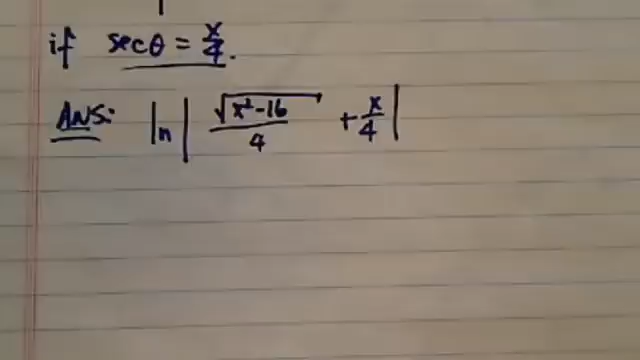 if secθ = x/4.
ANS: ln | √(x²-16)/4 + x/4 |